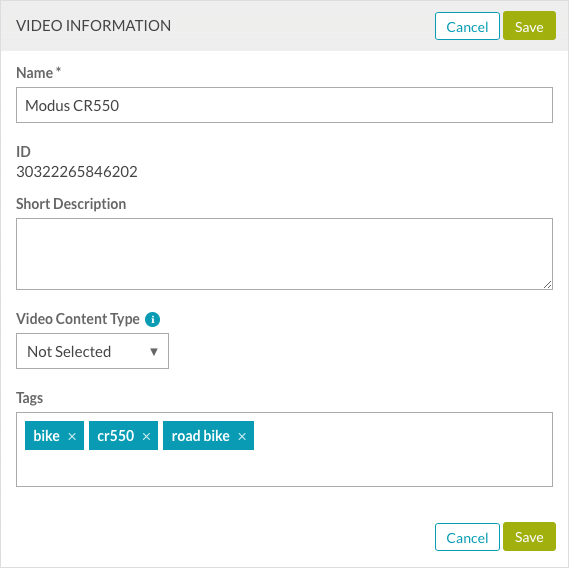 VIDEO INFORMATION Cancel Save
Name *
Modus CR550
ID
30322265846202
Short Description
Video Content Type i
Not Selected ▼
Tags
bike × cr550 × road bike ×
Cancel Save